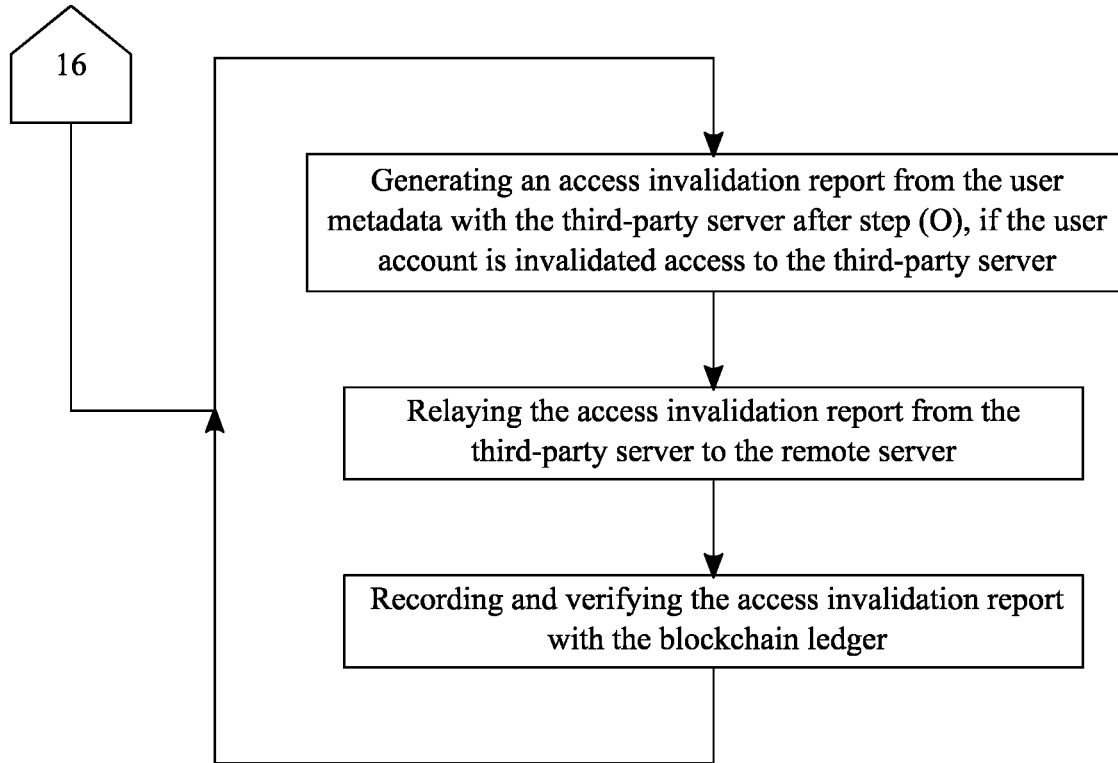 16
Generating an access invalidation report from the user
metadata with the third-party server after step (O), if the user
account is invalidated access to the third-party server
Relaying the access invalidation report from the
third-party server to the remote server
Recording and verifying the access invalidation report
with the blockchain ledger